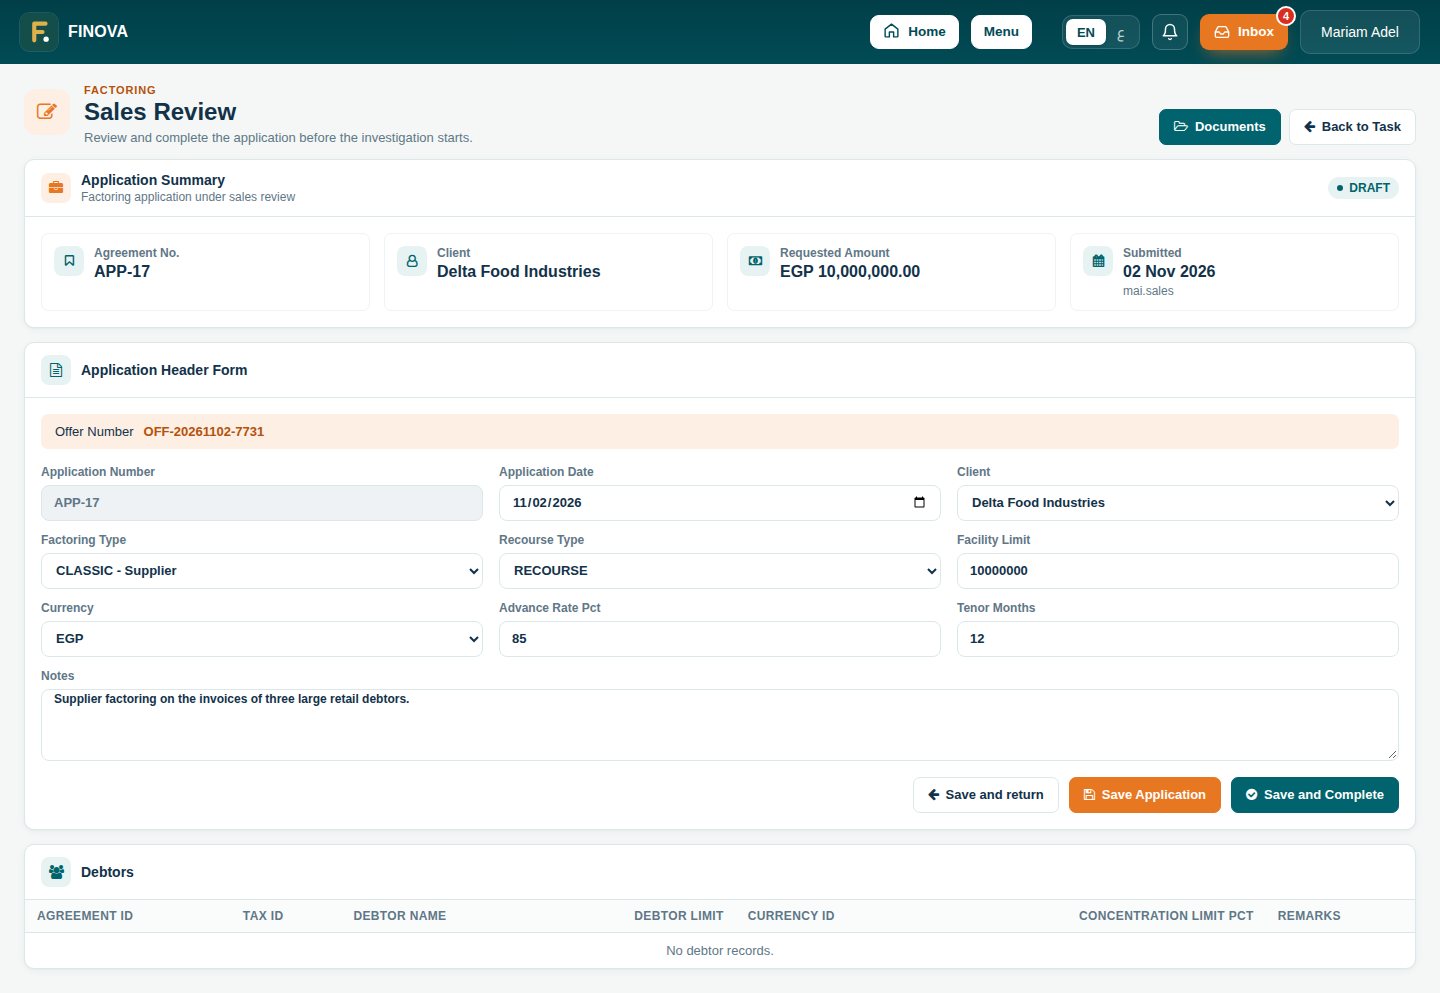 FINOVA
Home
Menu
EN
ع
Inbox
4
Mariam Adel
FACTORING
Sales Review
Review and complete the application before the investigation starts.
Documents
Back to Task
Application Summary
Factoring application under sales review
DRAFT
Agreement No.
APP-17
Client
Delta Food Industries
Requested Amount
EGP 10,000,000.00
Submitted
02 Nov 2026
mai.sales
Application Header Form
Offer Number OFF-20261102-7731
Application Number
APP-17
Application Date
11/02/2026
Client
Delta Food Industries
Factoring Type
CLASSIC - Supplier
Recourse Type
RECOURSE
Facility Limit
10000000
Currency
EGP
Advance Rate Pct
85
Tenor Months
12
Notes
Supplier factoring on the invoices of three large retail debtors.
Save and return
Save Application
Save and Complete
Debtors
AGREEMENT ID TAX ID DEBTOR NAME DEBTOR LIMIT CURRENCY ID CONCENTRATION LIMIT PCT REMARKS
No debtor records.